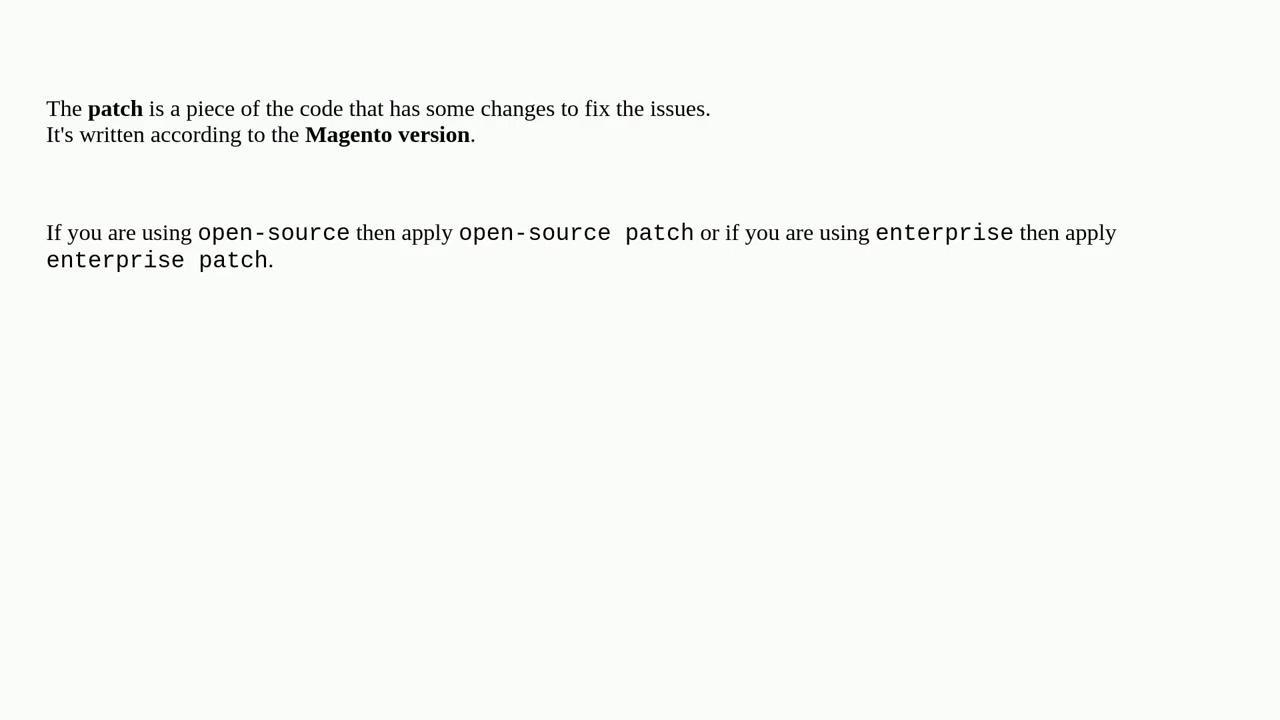 The patch is a piece of the code that has some changes to fix the issues.
It's written according to the Magento version.
If you are using open-source then apply open-source patch or if you are using enterprise then apply
enterprise patch.